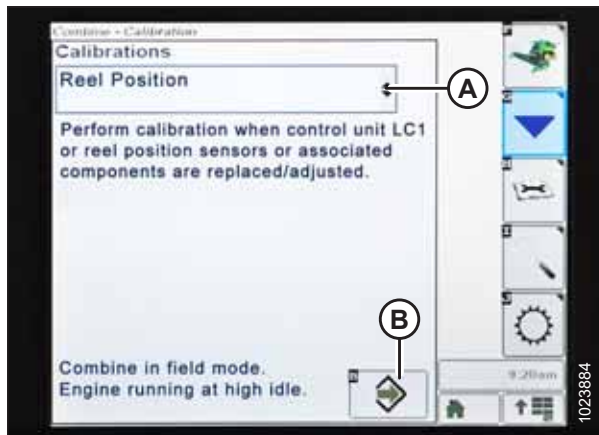 Combine - Calibration
Calibrations
Reel Position
A
Perform calibration when control unit LC1
or reel position sensors or associated
components are replaced/adjusted.
B
Combine in field mode.
Engine running at high idle.
9:20am
1023884